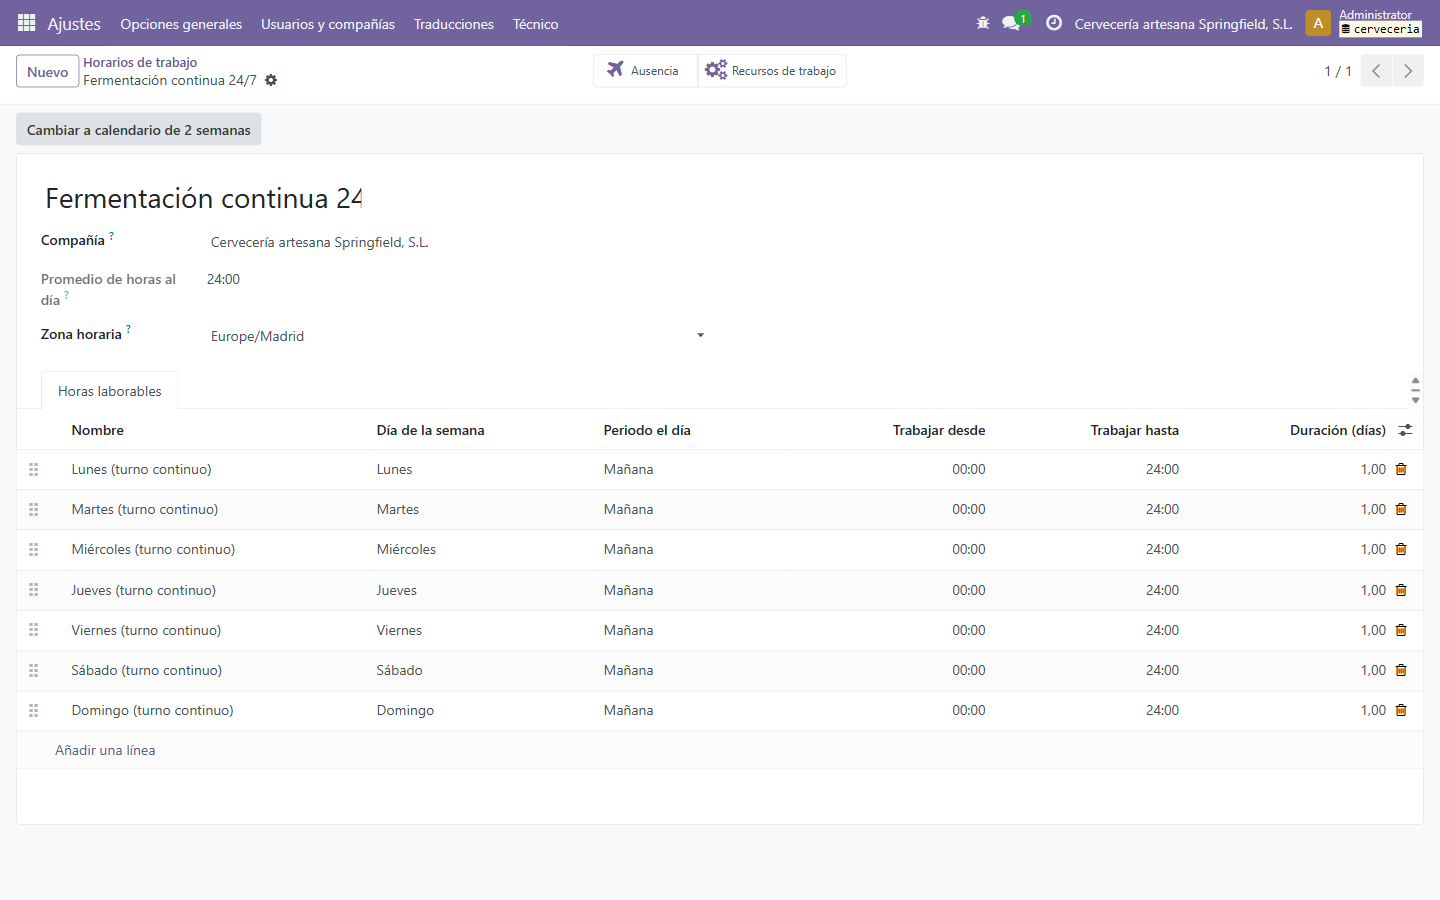 Ajustes
Opciones generales
Usuarios y compañías
Traducciones
Técnico
1
Cervecería artesana Springfield, S.L.
A
Administrator
cerveceria
Nuevo
Horarios de trabajo
Fermentación continua 24/7
Ausencia
Recursos de trabajo
1 / 1
Cambiar a calendario de 2 semanas
Fermentación continua 24
Compañía ?
Cervecería artesana Springfield, S.L.
Promedio de horas al día ?
24:00
Zona horaria ?
Europe/Madrid
Horas laborables
Nombre Día de la semana Periodo el día Trabajar desde Trabajar hasta Duración (días)
Lunes (turno continuo) Lunes Mañana 00:00 24:00 1,00
Martes (turno continuo) Martes Mañana 00:00 24:00 1,00
Miércoles (turno continuo) Miércoles Mañana 00:00 24:00 1,00
Jueves (turno continuo) Jueves Mañana 00:00 24:00 1,00
Viernes (turno continuo) Viernes Mañana 00:00 24:00 1,00
Sábado (turno continuo) Sábado Mañana 00:00 24:00 1,00
Domingo (turno continuo) Domingo Mañana 00:00 24:00 1,00
Añadir una línea